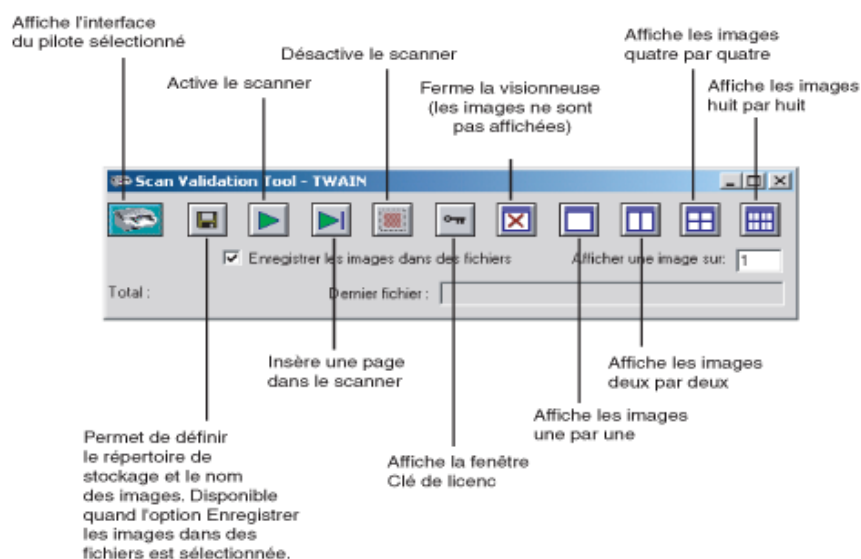 Affiche l'interface
du pilote sélectionné
Active le scanner
Désactive le scanner
Ferme la visionneuse
(les images ne sont
pas affichées)
Affiche les images
quatre par quatre
Affiche les images
huit par huit
Scan Validation Tool - TWAIN
Enregistrer les images dans des fichiers
Afficher une image sur: 1
Total :
Dernier fichier :
Insère une page
dans le scanner
Affiche les images
deux par deux
Affiche les images
une par une
Permet de définir
le répertoire de
stockage et le nom
des images. Disponible
quand l'option Enregistrer
les images dans des
fichiers est sélectionnée.
Affiche la fenêtre
Clé de licenc